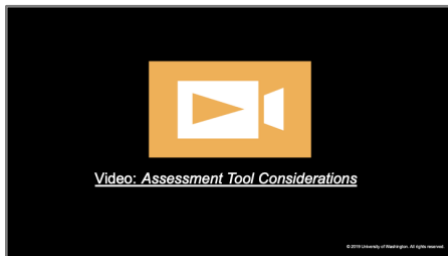 Video: Assessment Tool Considerations
© 2019 University of Washington. All rights reserved.